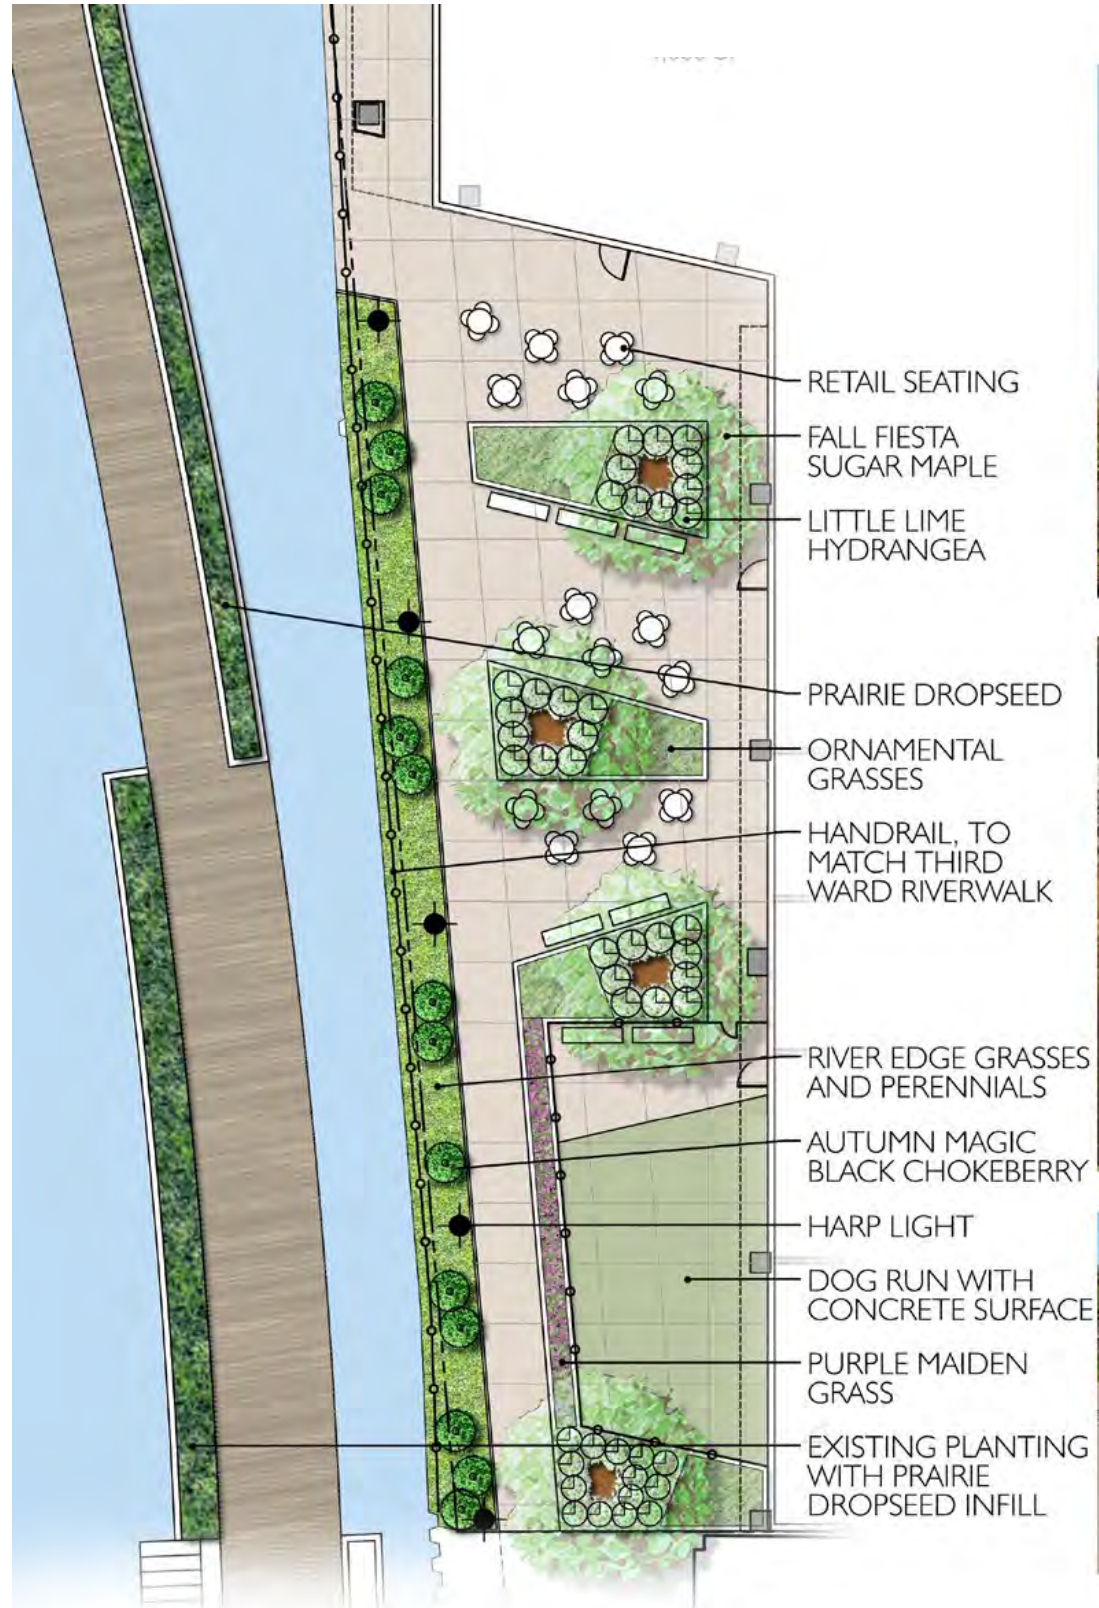 RETAIL SEATING
FALL FIESTA
SUGAR MAPLE
LITTLE LIME
HYDRANGEA
PRAIRIE DROPSEED
ORNAMENTAL
GRASSES
HANDRAIL, TO
MATCH THIRD
WARD RIVERWALK
RIVER EDGE GRASSES
AND PERENNIALS
AUTUMN MAGIC
BLACK CHOKEBERRY
HARP LIGHT
DOG RUN WITH
CONCRETE SURFACE
PURPLE MAIDEN
GRASS
EXISTING PLANTING
WITH PRAIRIE
DROPSEED INFILL